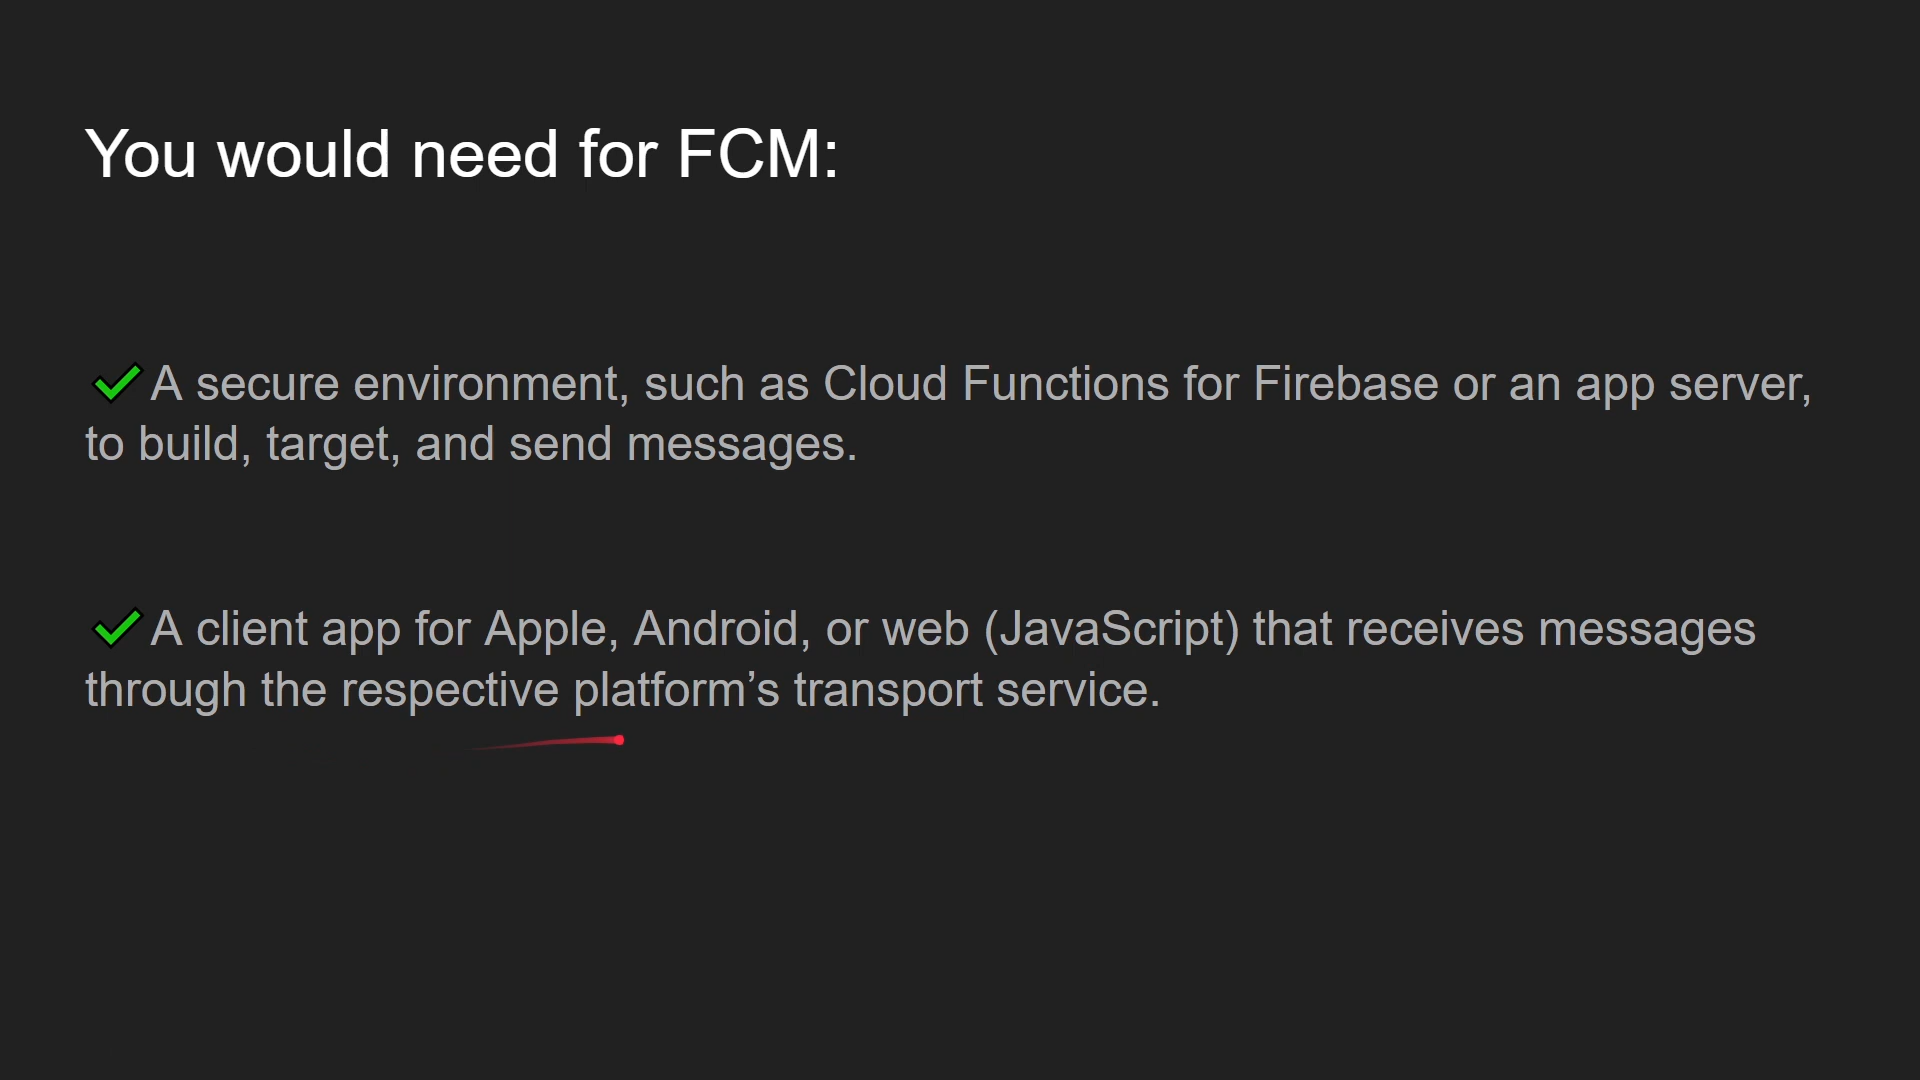 You would need for FCM:
✔A secure environment, such as Cloud Functions for Firebase or an app server,
to build, target, and send messages.
✔A client app for Apple, Android, or web (JavaScript) that receives messages
through the respective platform’s transport service.